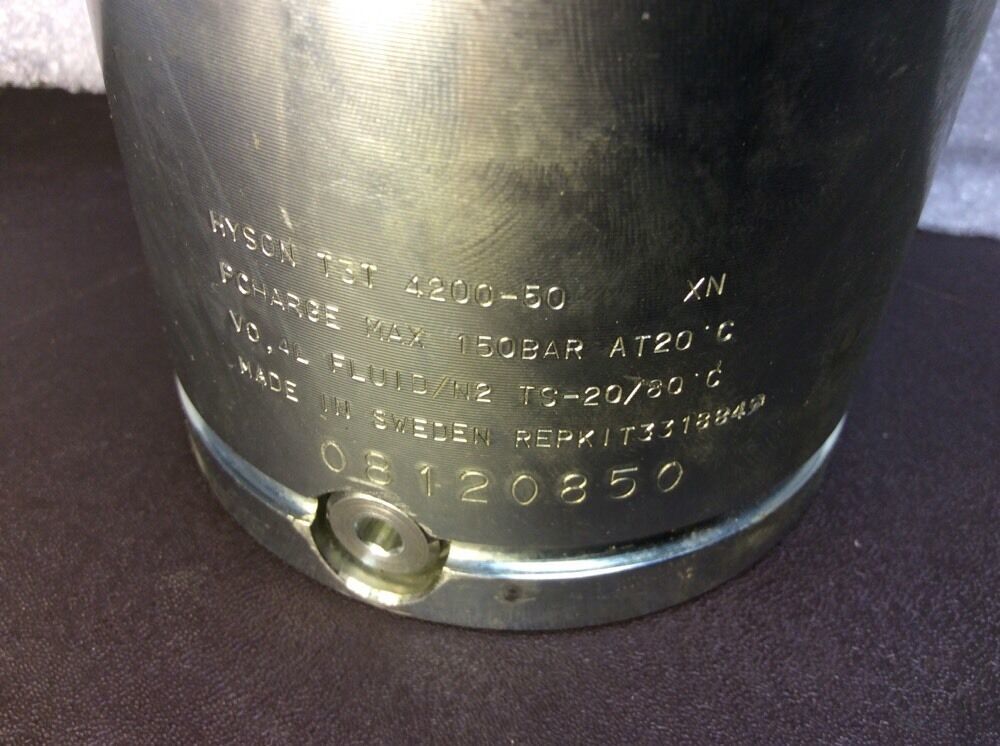 HYSON T3T 4200-50 XN
PCHARGE MAX 150BAR AT20°C
V0,4L FLUID/N2 TS-20/80°C
MADE IN SWEDEN REPKIT3318849
08120850